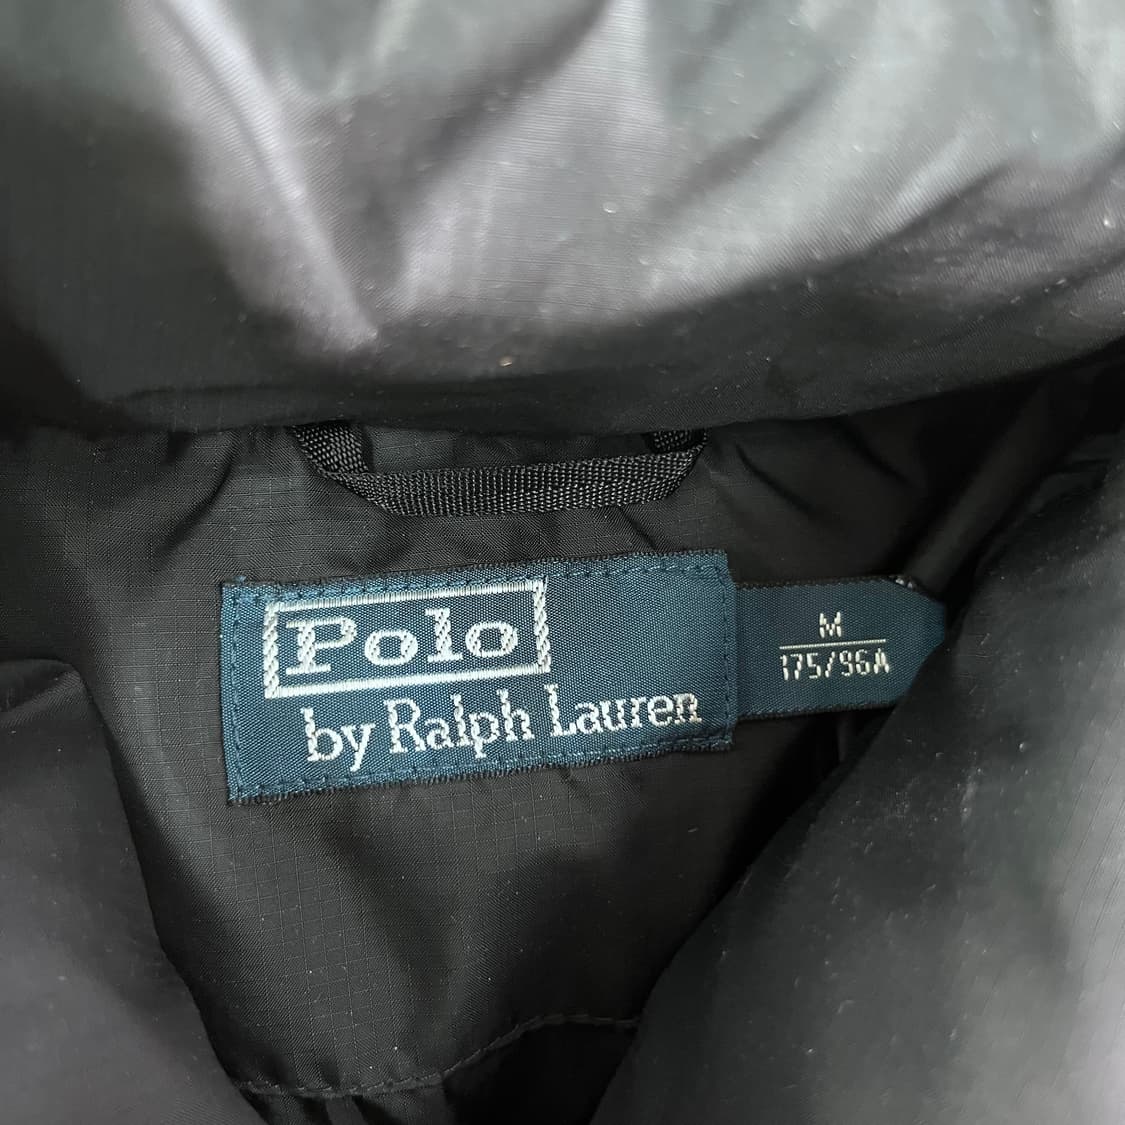 Polo
by Ralph Lauren
M
175/96A